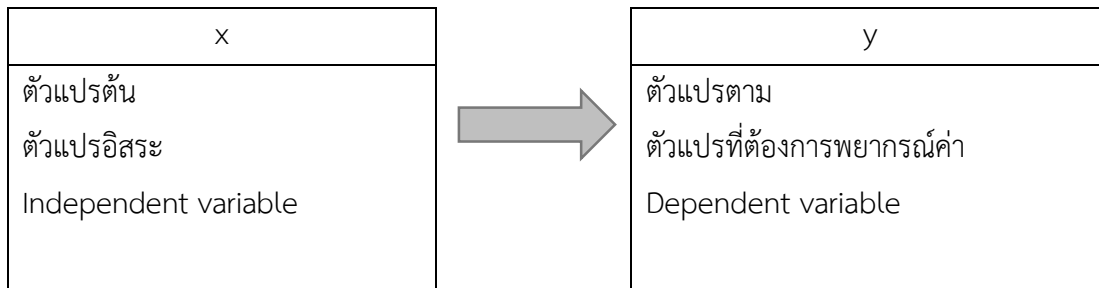 x
ตัวแปรต้น
ตัวแปรอิสระ
Independent variable
y
ตัวแปรตาม
ตัวแปรที่ต้องการพยากรณ์ค่า
Dependent variable